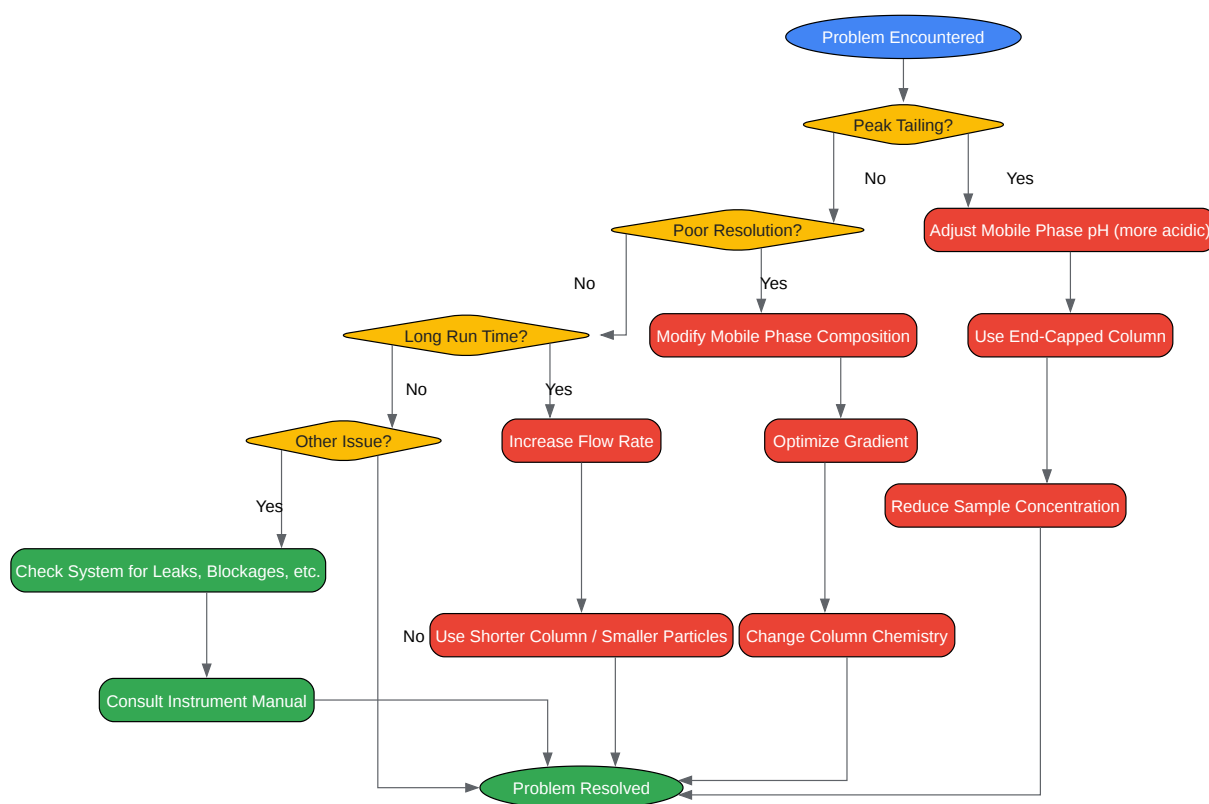 Problem Encountered
Peak Tailing?
No
Yes
Poor Resolution?
Adjust Mobile Phase pH (more acidic)
No
Yes
Long Run Time?
Modify Mobile Phase Composition
Use End-Capped Column
No
Yes
Other Issue?
Increase Flow Rate
Optimize Gradient
Yes
Reduce Sample Concentration
Check System for Leaks, Blockages, etc.
No
Use Shorter Column / Smaller Particles
Change Column Chemistry
Consult Instrument Manual
Problem Resolved